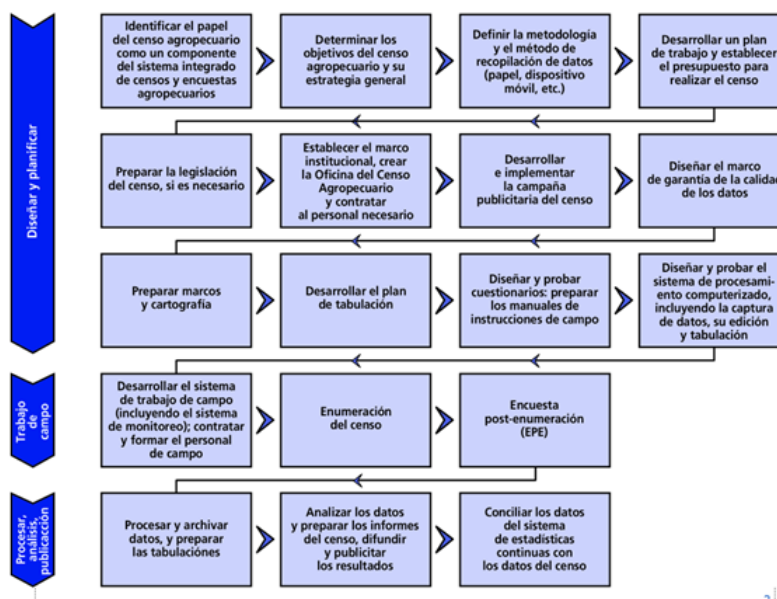 Diseñar y planificar
Identificar el papel
del censo agropecuario
como un componente
del sistema integrado
de censos y encuestas
agropecuarios
Determinar los
objetivos del censo
agropecuario y su
estrategia general
Definir la metodología
y el método de
recopilación de datos
(papel, dispositivo
móvil, etc.)
Desarrollar un plan
de trabajo y establecer
el presupuesto para
realizar el censo
Preparar la legislación
del censo, si es necesario
Establecer el marco
institucional, crear
la Oficina del Censo
Agropecuario
y contratar
al personal necesario
Desarrollar
e implementar
la campaña
publicitaria del censo
Diseñar el marco
de garantía de la calidad
de los datos
Preparar marcos
y cartografía
Desarrollar el plan
de tabulación
Diseñar y probar
cuestionarios: preparar
los manuales de
instrucciones de campo
Diseñar y probar el
sistema de procesami-
ento computerizado,
incluyendo la captura
de datos, su edición
y tabulación
Trabajo
de
campo
Desarrollar el sistema
de trabajo de campo
(incluyendo el sistema
de monitoreo); contratar
y formar el personal
de campo
Enumeración
del censo
Encuesta
post-enumeración
(EPE)
Procesar,
análisis,
publicacción
Procesar y archivar
datos, y preparar
las tabulaciónes
Analizar los datos
y preparar los informes
del censo, difundir
y publicitar
los resultados
Conciliar los datos
del sistema
de estadísticas
continuas con
los datos del censo